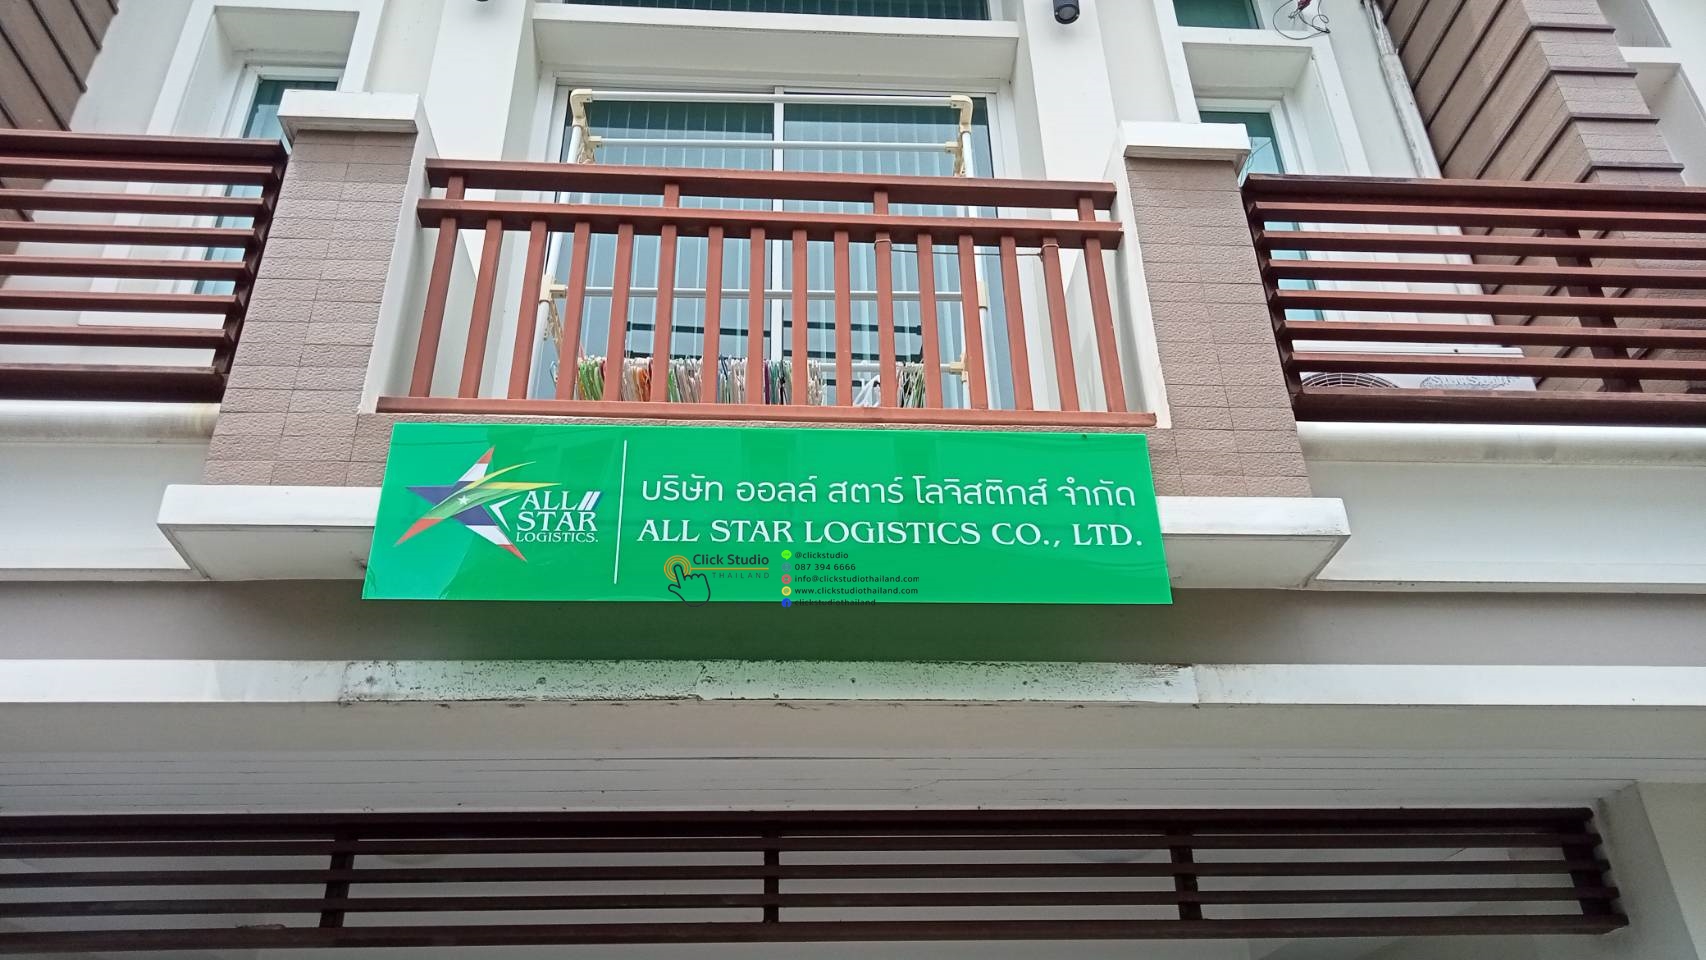 ALL
STAR
LOGISTICS.
บริษัท ออลล์ สตาร์ โลจิสติกส์ จำกัด
ALL STAR LOGISTICS CO., LTD.
Click Studio
THAILAND
@clickstudio
087 394 6666
info@clickstudiothailand.com
www.clickstudiothailand.com
clickstudiothailand